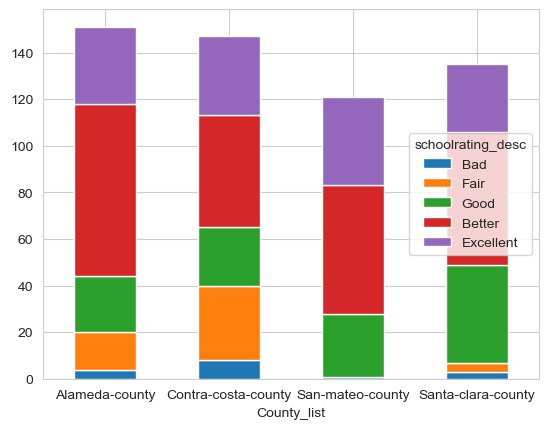 140
120
100
80
60
40
20
0
schoolrating_desc
Bad
Fair
Good
Better
Excellent
Alameda-county Contra-costa-county San-mateo-county Santa-clara-county
County_list